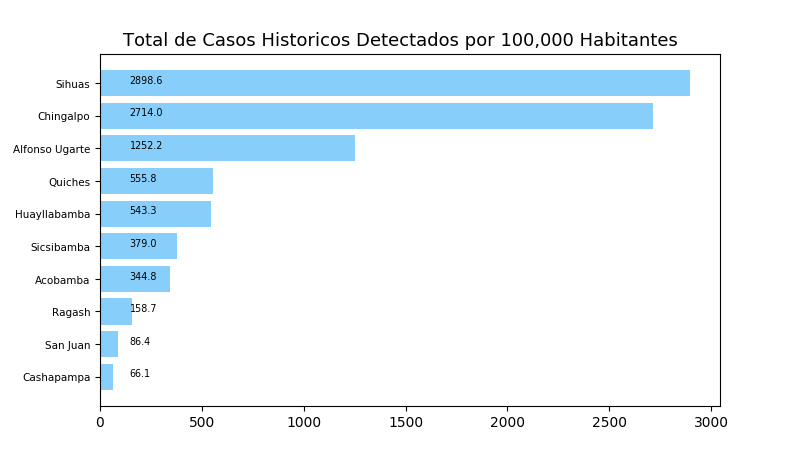 Total de Casos Historicos Detectados por 100,000 Habitantes
Sihuas 2898.6
Chingalpo 2714.0
Alfonso Ugarte 1252.2
Quiches 555.8
Huayllabamba 543.3
Sicsibamba 379.0
Acobamba 344.8
Ragash 158.7
San Juan 86.4
Cashapampa 66.1
0 500 1000 1500 2000 2500 3000